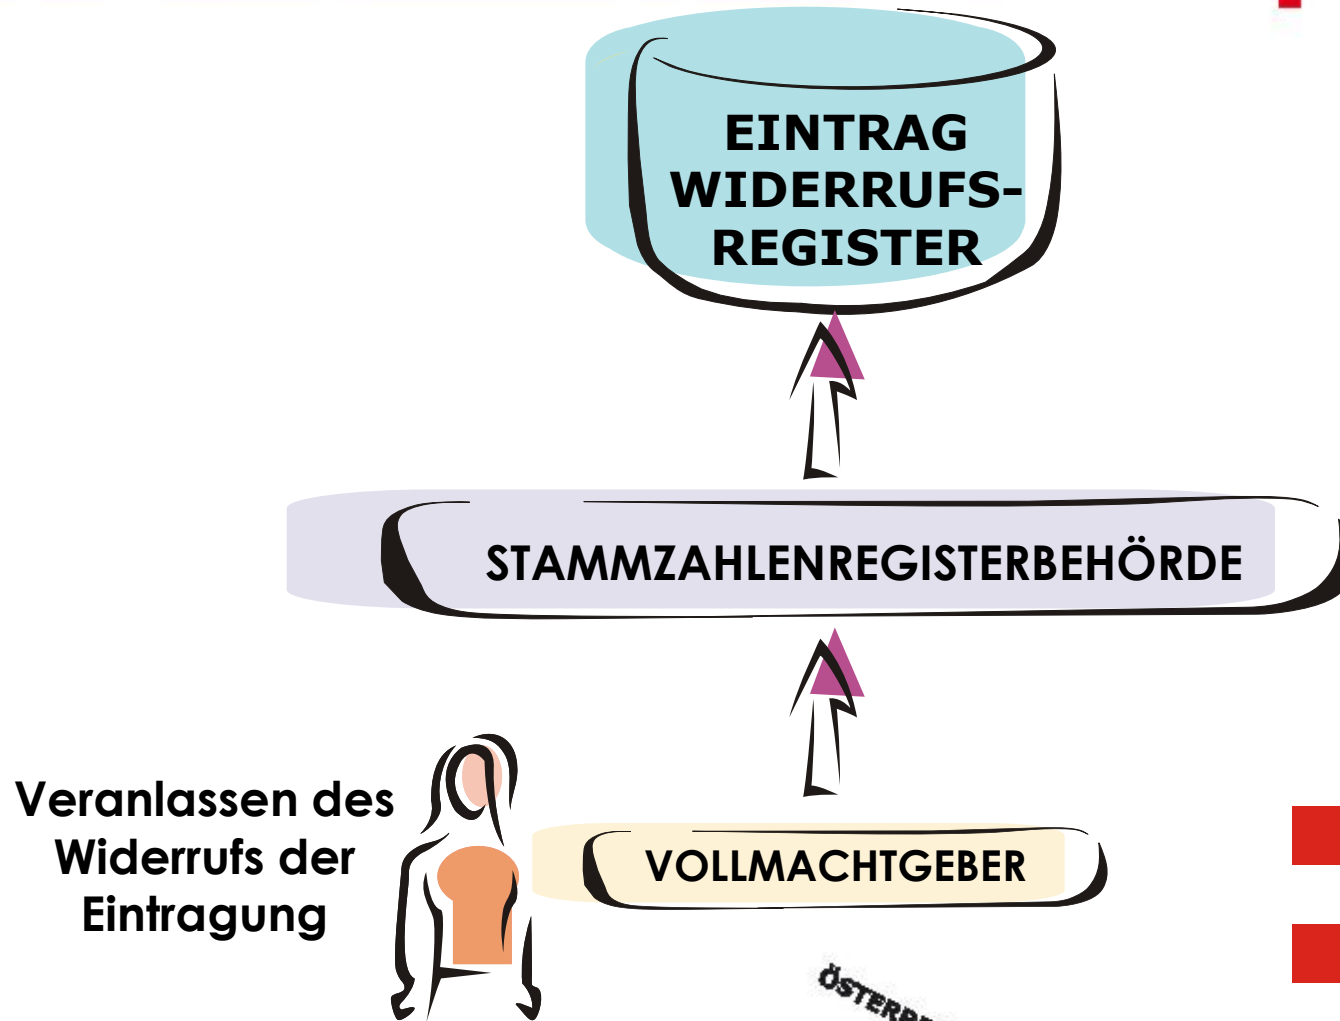 EINTRAG
WIDERRUFS-
REGISTER
STAMMZAHLENREGISTERBEHÖRDE
Veranlassen des
Widerrufs der
Eintragung
VOLLMACHTGEBER